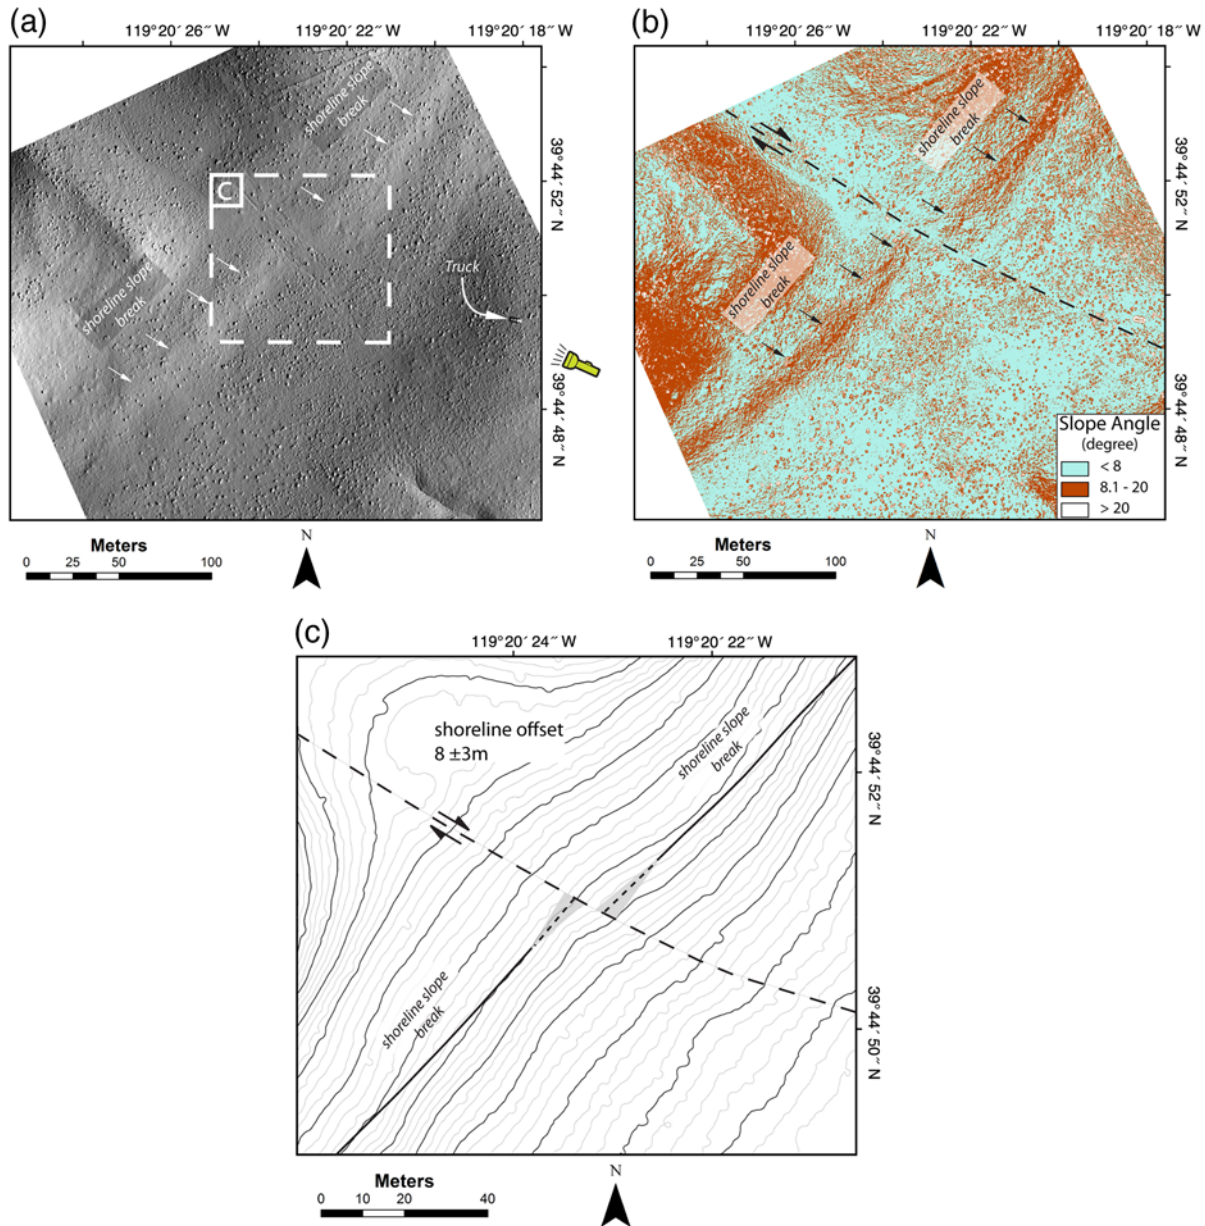 (a)
119°20´ 26˝ W
119°20´ 22˝ W
119°20´ 18˝ W
shoreline slope
break
C
shoreline slope
break
Truck
39°44´ 52˝ N
39°44´ 48˝ N
Meters
0 25 50 100
N
(b)
119°20´ 26˝ W
119°20´ 22˝ W
119°20´ 18˝ W
shoreline slope
break
shoreline slope
break
39°44´ 52˝ N
39°44´ 48˝ N
Slope Angle
(degree)
< 8
8.1 - 20
> 20
Meters
0 25 50 100
N
(c)
119°20´ 24˝ W
119°20´ 22˝ W
shoreline offset
8 ±3m
shoreline slope
break
shoreline slope
break
39°44´ 52˝ N
39°44´ 50˝ N
Meters
0 10 20 40
N